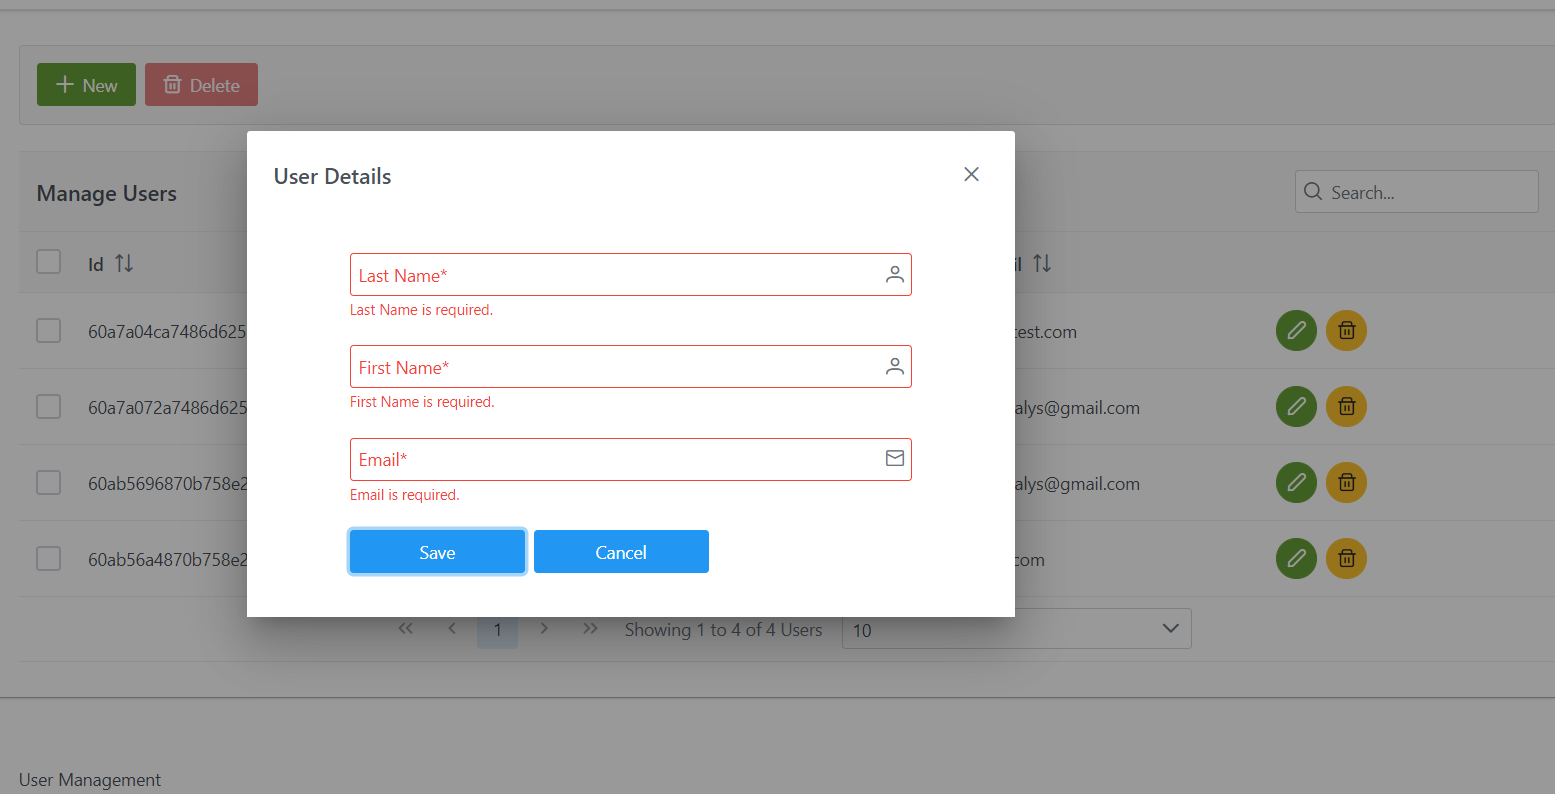 New
Delete
User Details
Manage Users
Search...
Last Name*
Id
Last Name is required.
60a7a04ca7486d625
test.com
First Name*
First Name is required.
60a7a072a7486d625
alys@gmail.com
Email*
60ab5696870b758e2
alys@gmail.com
Email is required.
Save
Cancel
60ab56a4870b758e2
.com
1
Showing 1 to 4 of 4 Users
10
User Management